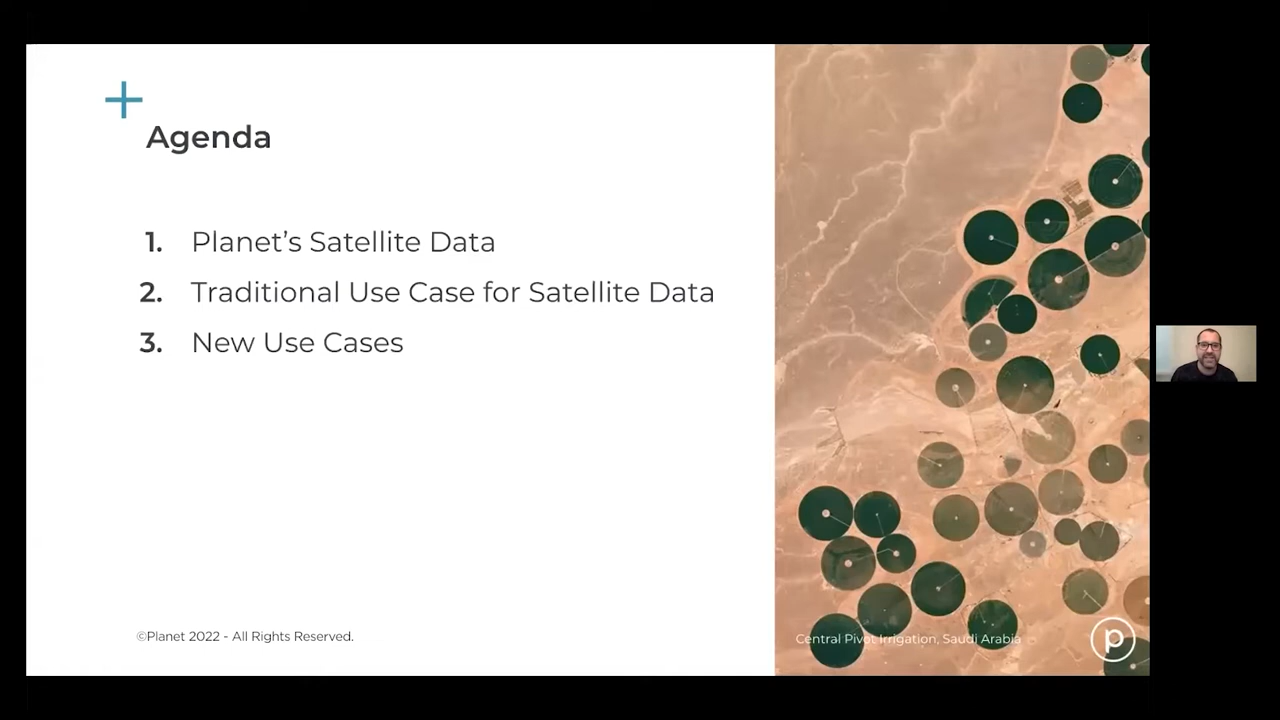 Agenda
1. Planet’s Satellite Data
2. Traditional Use Case for Satellite Data
3. New Use Cases
©Planet 2022 - All Rights Reserved.
Central Pivot Irrigation, Saudi Arabia
p